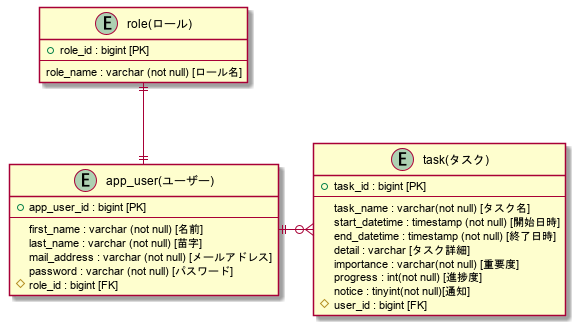 E role(ロール)
role_id : bigint [PK]
role_name : varchar (not null) [ロール名]
E app_user(ユーザー)
app_user_id : bigint [PK]
first_name : varchar (not null) [名前]
last_name : varchar (not null) [苗字]
mail_address : varchar (not null) [メールアドレス]
password : varchar (not null) [パスワード]
role_id : bigint [FK]
E task(タスク)
task_id : bigint [PK]
task_name : varchar(not null) [タスク名]
start_datetime : timestamp (not null) [開始日時]
end_datetime : timestamp (not null) [終了日時]
detail : varchar [タスク詳細]
importance : varchar(not null) [重要度]
progress : int(not null) [進捗度]
notice : tinyint(not null)[通知]
user_id : bigint [FK]